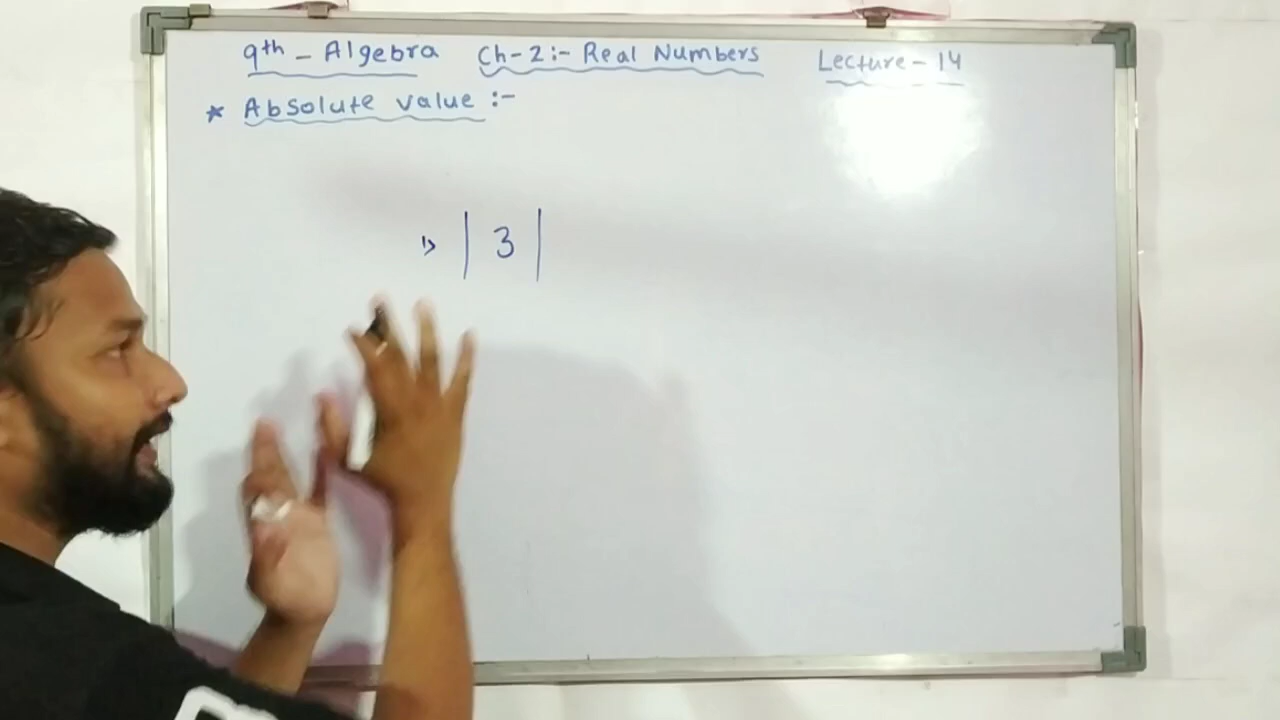 9th - Algebra Ch-2:- Real Numbers Lecture - 14
* Absolute value :-
1> | 3 |